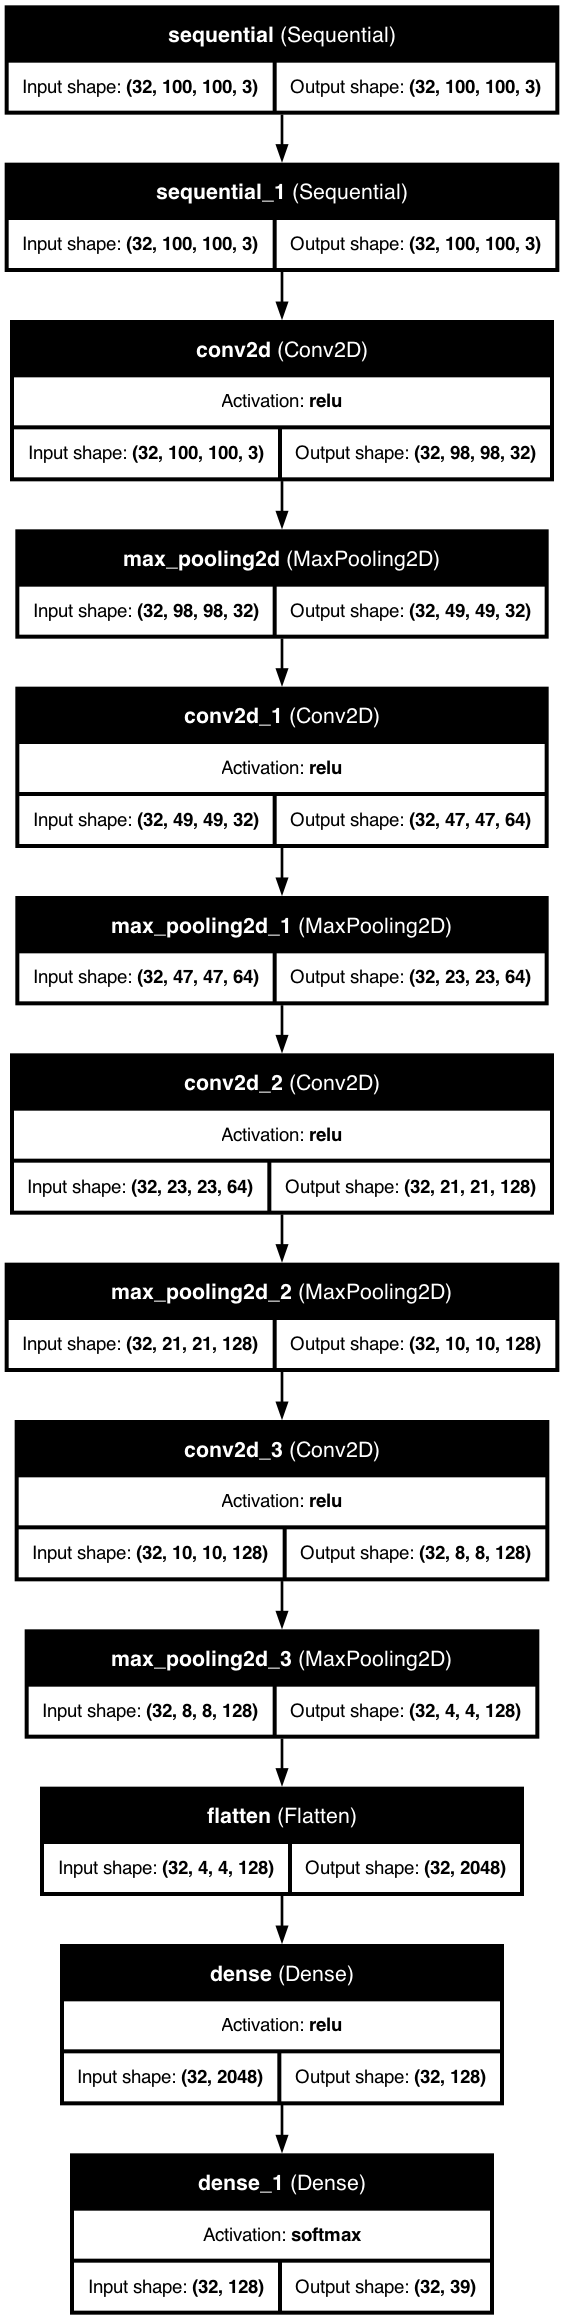 sequential (Sequential)
Input shape: (32, 100, 100, 3) Output shape: (32, 100, 100, 3)
sequential_1 (Sequential)
Input shape: (32, 100, 100, 3) Output shape: (32, 100, 100, 3)
conv2d (Conv2D)
Activation: relu
Input shape: (32, 100, 100, 3) Output shape: (32, 98, 98, 32)
max_pooling2d (MaxPooling2D)
Input shape: (32, 98, 98, 32) Output shape: (32, 49, 49, 32)
conv2d_1 (Conv2D)
Activation: relu
Input shape: (32, 49, 49, 32) Output shape: (32, 47, 47, 64)
max_pooling2d_1 (MaxPooling2D)
Input shape: (32, 47, 47, 64) Output shape: (32, 23, 23, 64)
conv2d_2 (Conv2D)
Activation: relu
Input shape: (32, 23, 23, 64) Output shape: (32, 21, 21, 128)
max_pooling2d_2 (MaxPooling2D)
Input shape: (32, 21, 21, 128) Output shape: (32, 10, 10, 128)
conv2d_3 (Conv2D)
Activation: relu
Input shape: (32, 10, 10, 128) Output shape: (32, 8, 8, 128)
max_pooling2d_3 (MaxPooling2D)
Input shape: (32, 8, 8, 128) Output shape: (32, 4, 4, 128)
flatten (Flatten)
Input shape: (32, 4, 4, 128) Output shape: (32, 2048)
dense (Dense)
Activation: relu
Input shape: (32, 2048) Output shape: (32, 128)
dense_1 (Dense)
Activation: softmax
Input shape: (32, 128) Output shape: (32, 39)